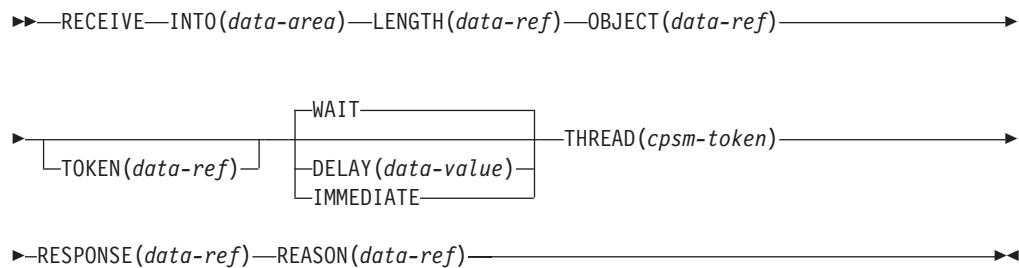 RECEIVE INTO(data-area) LENGTH(data-ref) OBJECT(data-ref)
WAIT
TOKEN(data-ref) DELAY(data-value) THREAD(cpsm-token)
IMMEDIATE
RESPONSE(data-ref) REASON(data-ref)